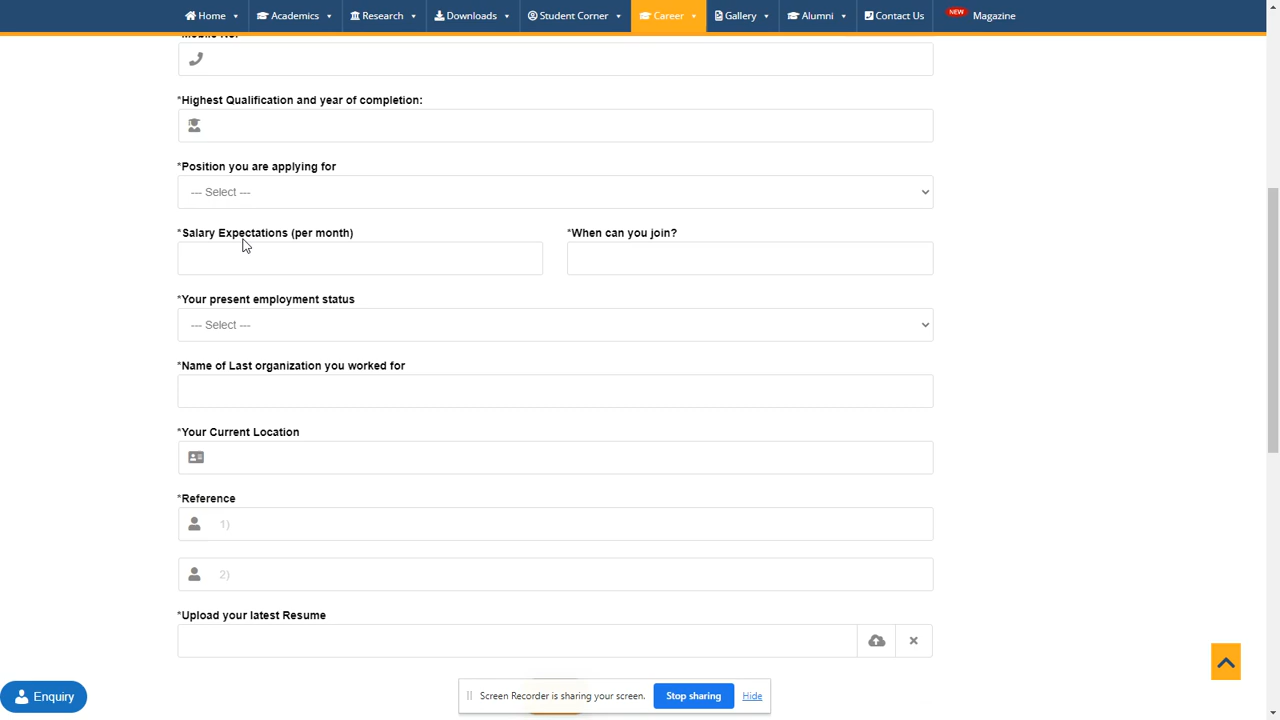 Home Academics Research Downloads Student Corner Career Gallery Alumni Contact Us NEW Magazine
*Mobile No:
*Highest Qualification and year of completion:
*Position you are applying for
--- Select ---
*Salary Expectations (per month) *When can you join?
*Your present employment status
--- Select ---
*Name of Last organization you worked for
*Your Current Location
*Reference
1)
2)
*Upload your latest Resume
Enquiry
Screen Recorder is sharing your screen. Stop sharing Hide